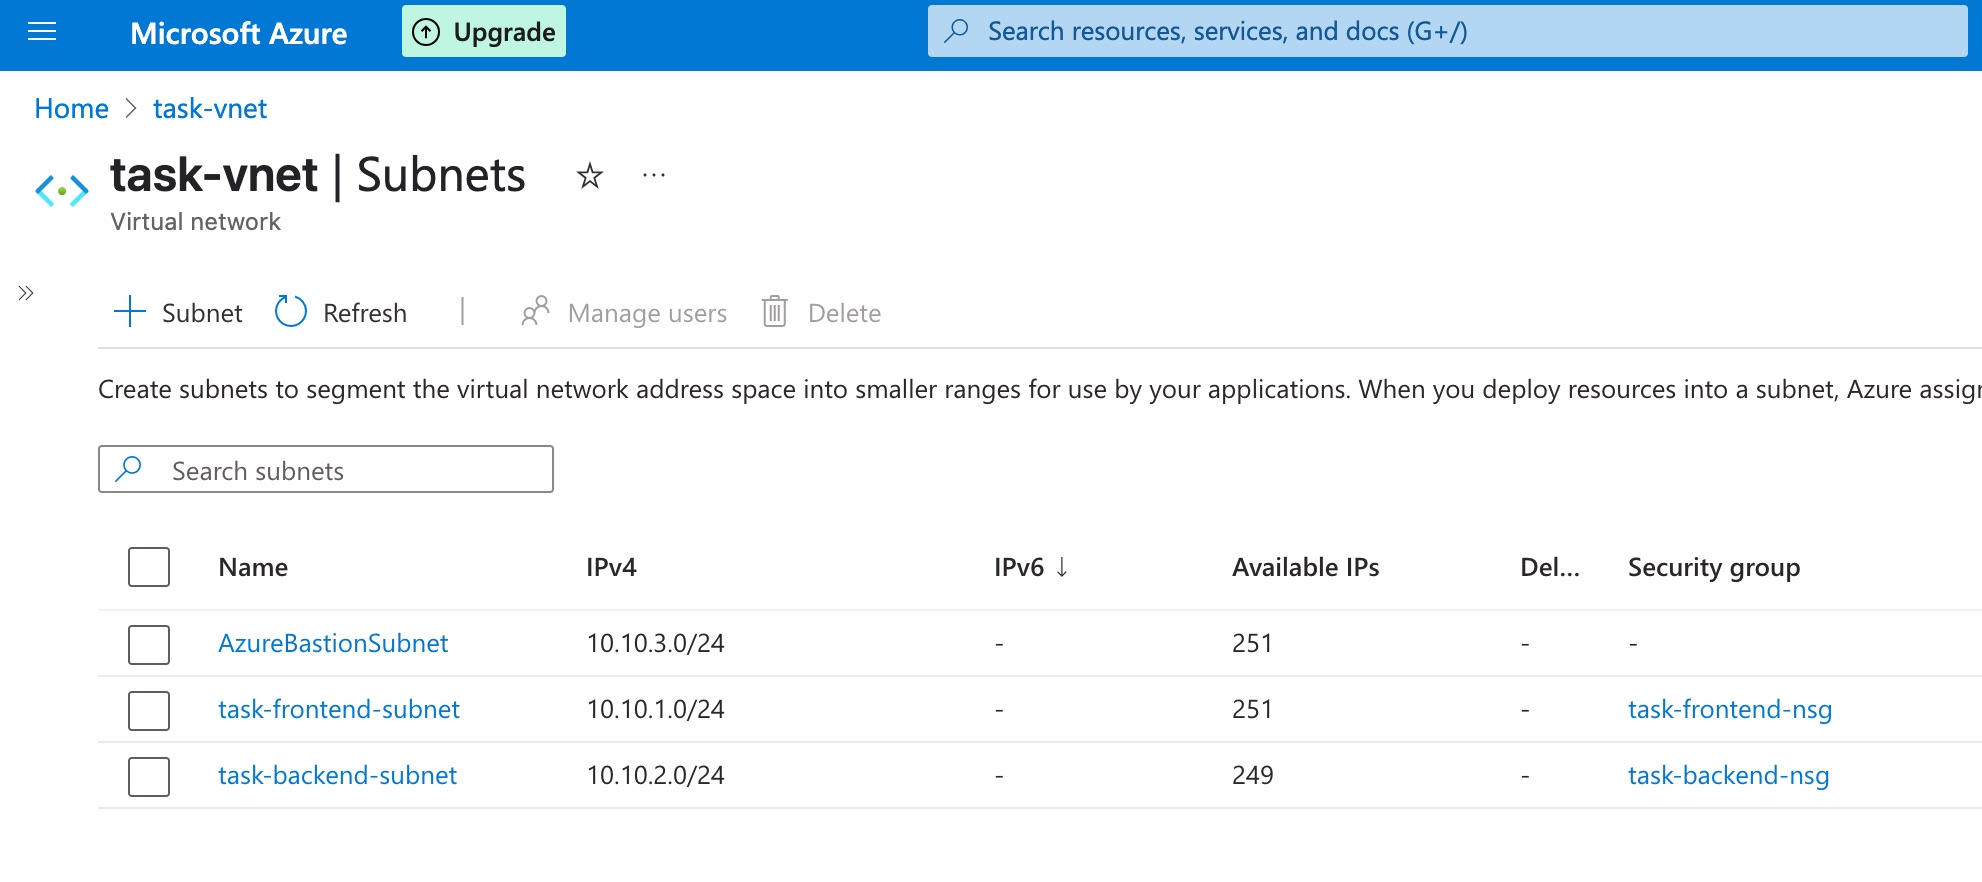 Microsoft Azure Upgrade Search resources, services, and docs (G+/)
Home > task-vnet
task-vnet | Subnets ...
Virtual network
Subnet Refresh | Manage users Delete
Create subnets to segment the virtual network address space into smaller ranges for use by your applications. When you deploy resources into a subnet, Azure assign
Search subnets
Name IPv4 IPv6 ↓ Available IPs Del... Security group
AzureBastionSubnet 10.10.3.0/24 - 251 - -
task-frontend-subnet 10.10.1.0/24 - 251 - task-frontend-nsg
task-backend-subnet 10.10.2.0/24 - 249 - task-backend-nsg